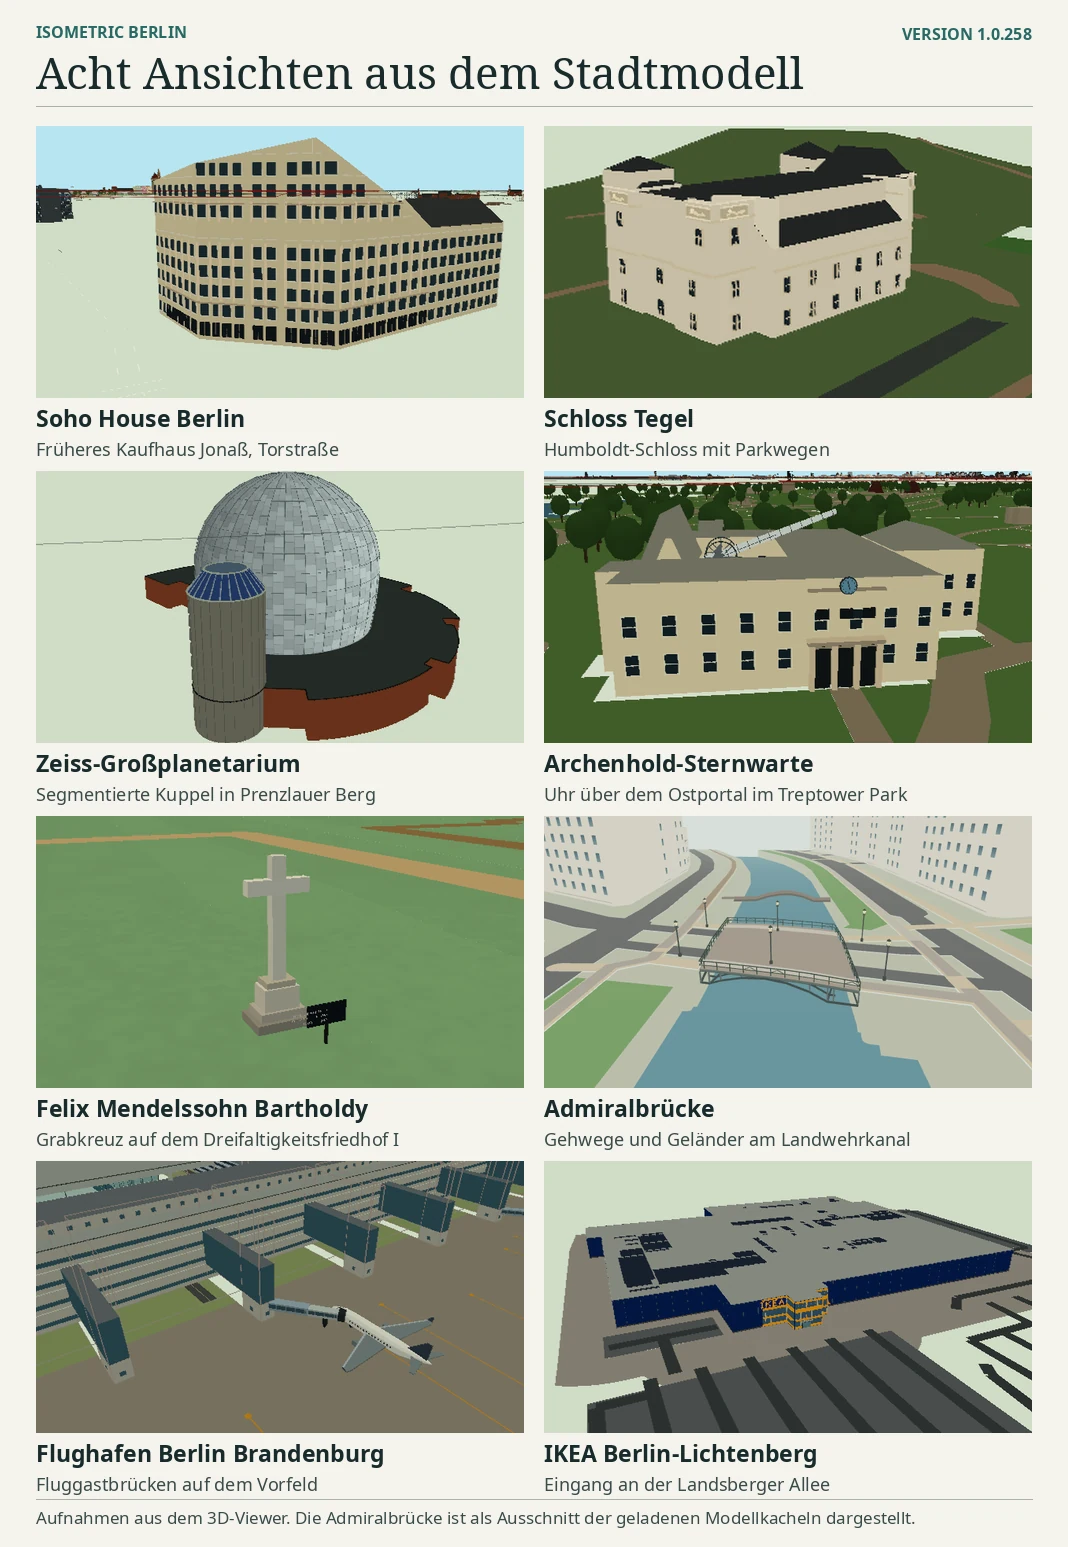 ISOMETRIC BERLIN
VERSION 1.0.258
Acht Ansichten aus dem Stadtmodell
Soho House Berlin
Früheres Kaufhaus Jonaß, Torstraße
Schloss Tegel
Humboldt-Schloss mit Parkwegen
Zeiss-Großplanetarium
Segmentierte Kuppel in Prenzlauer Berg
Archenhold-Sternwarte
Uhr über dem Ostportal im Treptower Park
Felix Mendelssohn Bartholdy
Grabkreuz auf dem Dreifaltigkeitsfriedhof I
Admiralbrücke
Gehwege und Geländer am Landwehrkanal
IKEA
Flughafen Berlin Brandenburg
Fluggastbrücken auf dem Vorfeld
IKEA Berlin-Lichtenberg
Eingang an der Landsberger Allee
Aufnahmen aus dem 3D-Viewer. Die Admiralbrücke ist als Ausschnitt der geladenen Modellkacheln dargestellt.